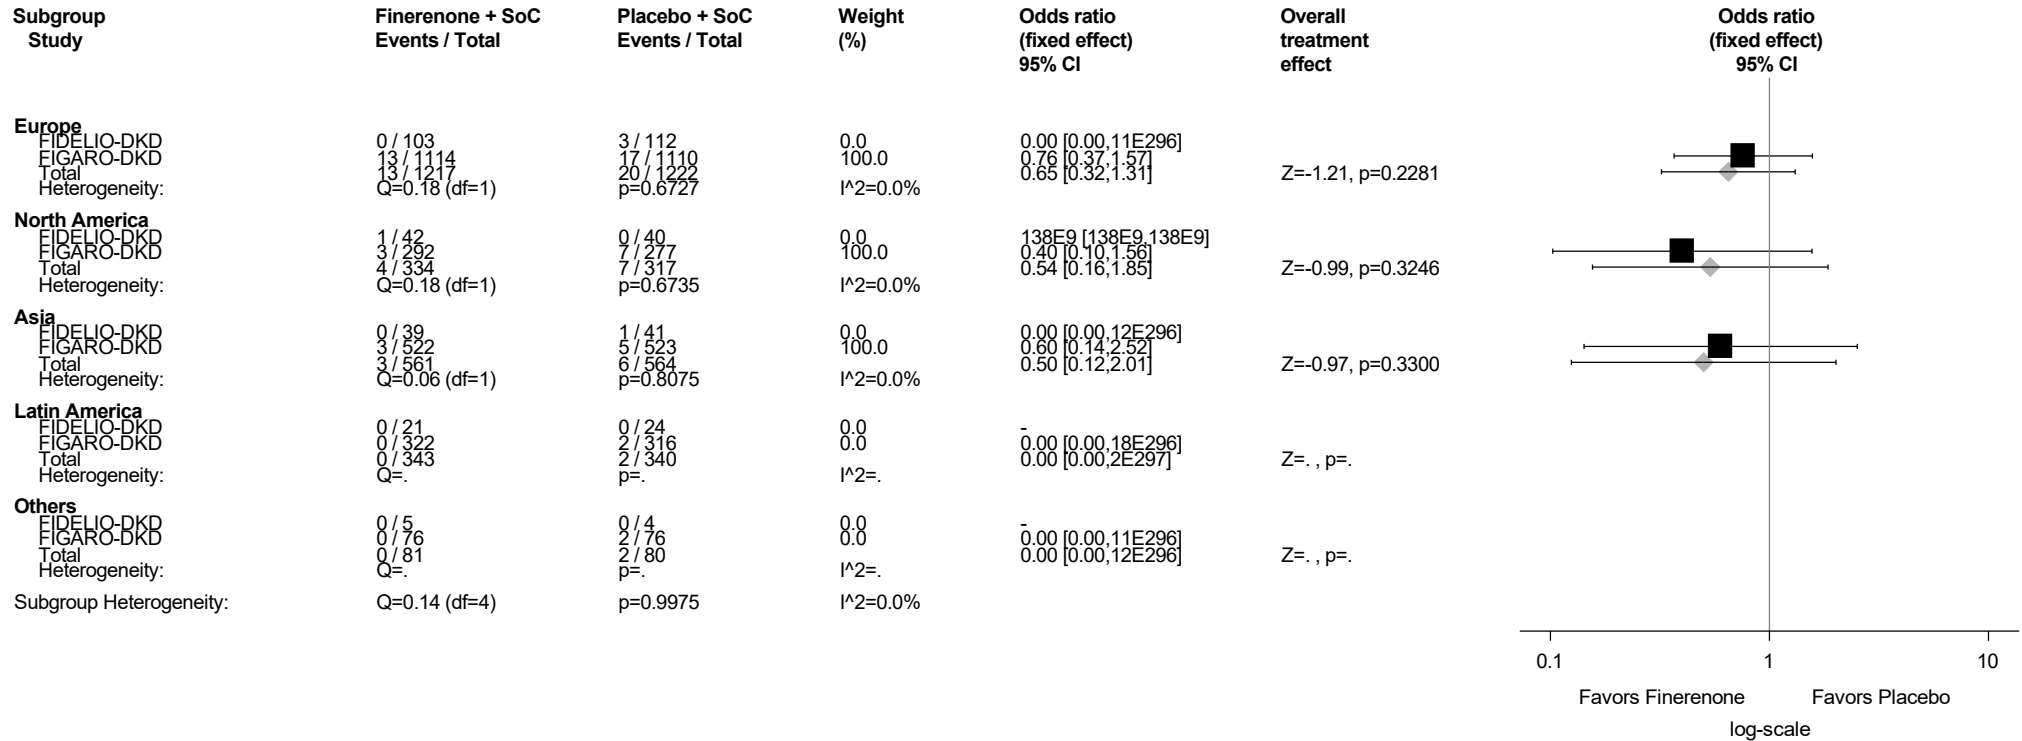 Subgroup Finerenone + SoC Placebo + SoC Weight Odds ratio Overall Odds ratio
Study Events / Total Events / Total (%) (fixed effect) treatment (fixed effect)
95% CI effect 95% CI
Europe
FIDELIO-DKD 0 / 103 3 / 112 0.0 0.00 [0.00,11E296]
FIGARO-DKD 13 / 1114 17 / 1110 100.0 0.76 [0.37,1.57]
Total 13 / 1217 20 / 1222 0.65 [0.32,1.31] Z=-1.21, p=0.2281
Heterogeneity: Q=0.18 (df=1) p=0.6727 I^2=0.0%
North America
FIDELIO-DKD 1 / 42 0 / 40 0.0 138E9 [138E9,138E9]
FIGARO-DKD 3 / 292 7 / 277 100.0 0.40 [0.10,1.56]
Total 4 / 334 7 / 317 0.54 [0.16,1.85] Z=-0.99, p=0.3246
Heterogeneity: Q=0.18 (df=1) p=0.6735 I^2=0.0%
Asia
FIDELIO-DKD 0 / 39 1 / 41 0.0 0.00 [0.00,12E296]
FIGARO-DKD 3 / 522 5 / 523 100.0 0.60 [0.14,2.52]
Total 3 / 561 6 / 564 0.50 [0.12,2.01] Z=-0.97, p=0.3300
Heterogeneity: Q=0.06 (df=1) p=0.8075 I^2=0.0%
Latin America
FIDELIO-DKD 0 / 21 0 / 24 0.0 -
FIGARO-DKD 0 / 322 2 / 316 0.0 0.00 [0.00,18E296]
Total 0 / 343 2 / 340 0.00 [0.00,2E297] Z=. , p=.
Heterogeneity: Q=. p=. I^2=.
Others
FIDELIO-DKD 0 / 5 0 / 4 0.0 -
FIGARO-DKD 0 / 76 2 / 76 0.0 0.00 [0.00,11E296]
Total 0 / 81 2 / 80 0.00 [0.00,12E296] Z=. , p=.
Heterogeneity: Q=. p=. I^2=.
Subgroup Heterogeneity: Q=0.14 (df=4) p=0.9975 I^2=0.0%
0.1 1 10
Favors Finerenone Favors Placebo
log-scale